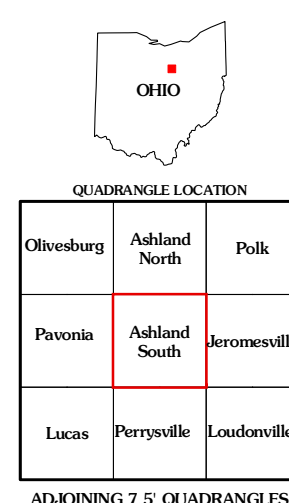 OHIO
QUADRANGLE LOCATION
Olivesburg
Ashland
North
Polk
Pavonia
Ashland
South
Jeromesvill
Lucas
Perrysville
Loudonville
ADJOINING 7.5' QUADRANGLES